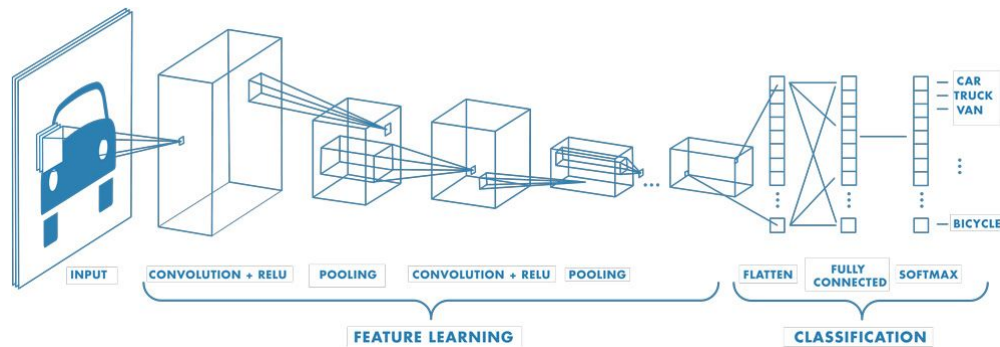 CAR
TRUCK
VAN
BICYCLE
INPUT
CONVOLUTION + RELU
POOLING
CONVOLUTION + RELU
POOLING
FLATTEN
FULLY
CONNECTED
SOFTMAX
FEATURE LEARNING
CLASSIFICATION